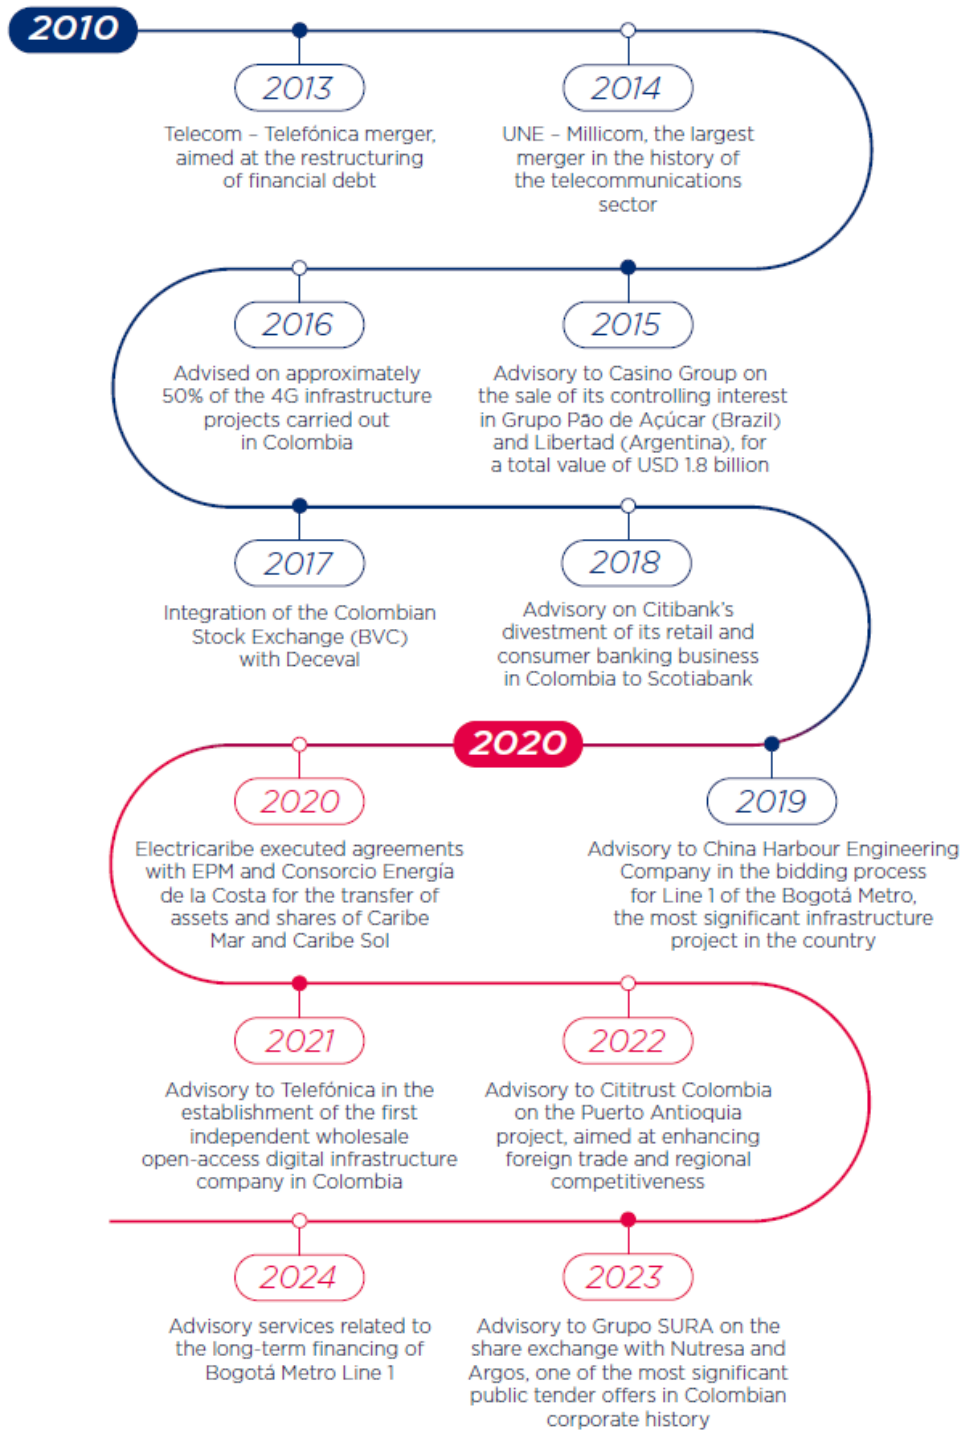 2010
2013
Telecom – Telefónica merger,
aimed at the restructuring
of financial debt
2014
UNE – Millicom, the largest
merger in the history of
the telecommunications
sector
2015
Advisory to Casino Group on
the sale of its controlling interest
in Grupo Pão de Açúcar (Brazil)
and Libertad (Argentina), for
a total value of USD 1.8 billion
2016
Advised on approximately
50% of the 4G infrastructure
projects carried out
in Colombia
2017
Integration of the Colombian
Stock Exchange (BVC)
with Deceval
2018
Advisory on Citibank's
divestment of its retail and
consumer banking business
in Colombia to Scotiabank
2019
Advisory to China Harbour Engineering
Company in the bidding process
for Line 1 of the Bogotá Metro,
the most significant infrastructure
project in the country
2020
2020
Electricaribe executed agreements
with EPM and Consorcio Energía
de la Costa for the transfer of
assets and shares of Caribe
Mar and Caribe Sol
2021
Advisory to Telefónica in the
establishment of the first
independent wholesale
open-access digital infrastructure
company in Colombia
2022
Advisory to Cititrust Colombia
on the Puerto Antioquia
project, aimed at enhancing
foreign trade and regional
competitiveness
2023
Advisory to Grupo SURA on the
share exchange with Nutresa and
Argos, one of the most significant
public tender offers in Colombian
corporate history
2024
Advisory services related to
the long-term financing of
Bogotá Metro Line 1